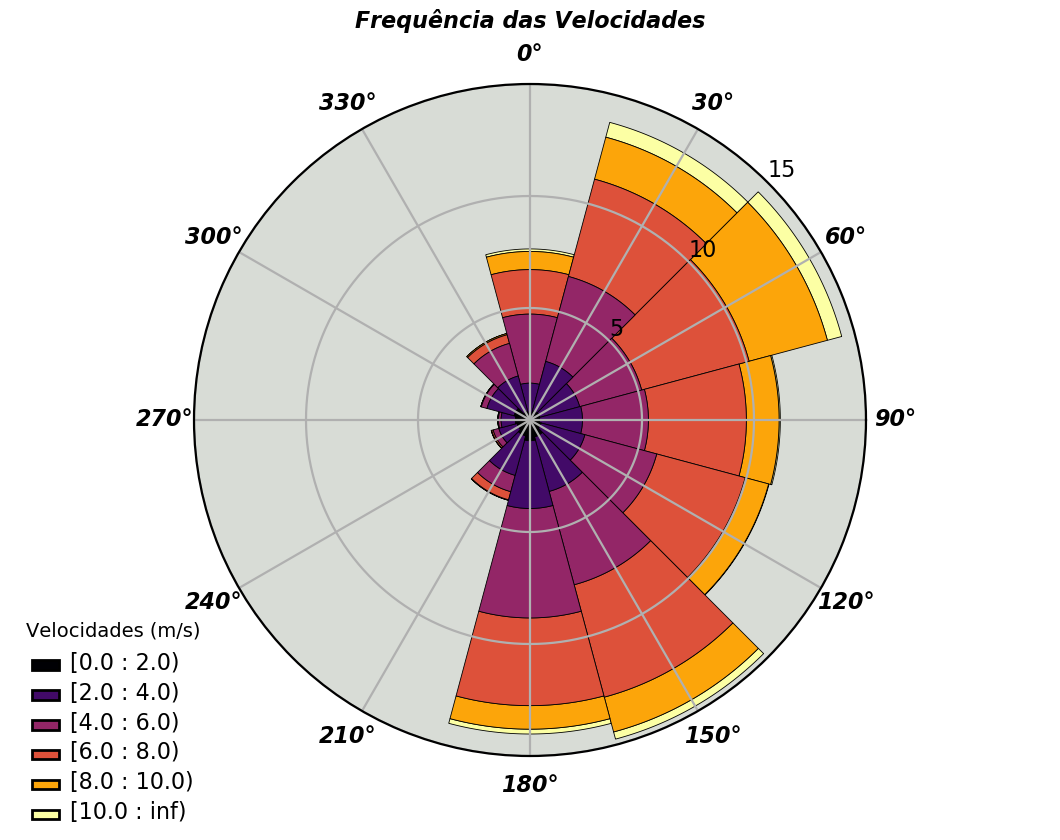 Frequência das Velocidades
0°
330°
30°
15
300°
60°
10
5
270°
90°
240°
120°
210°
150°
180°
Velocidades (m/s)
[0.0 : 2.0)
[2.0 : 4.0)
[4.0 : 6.0)
[6.0 : 8.0)
[8.0 : 10.0)
[10.0 : inf)